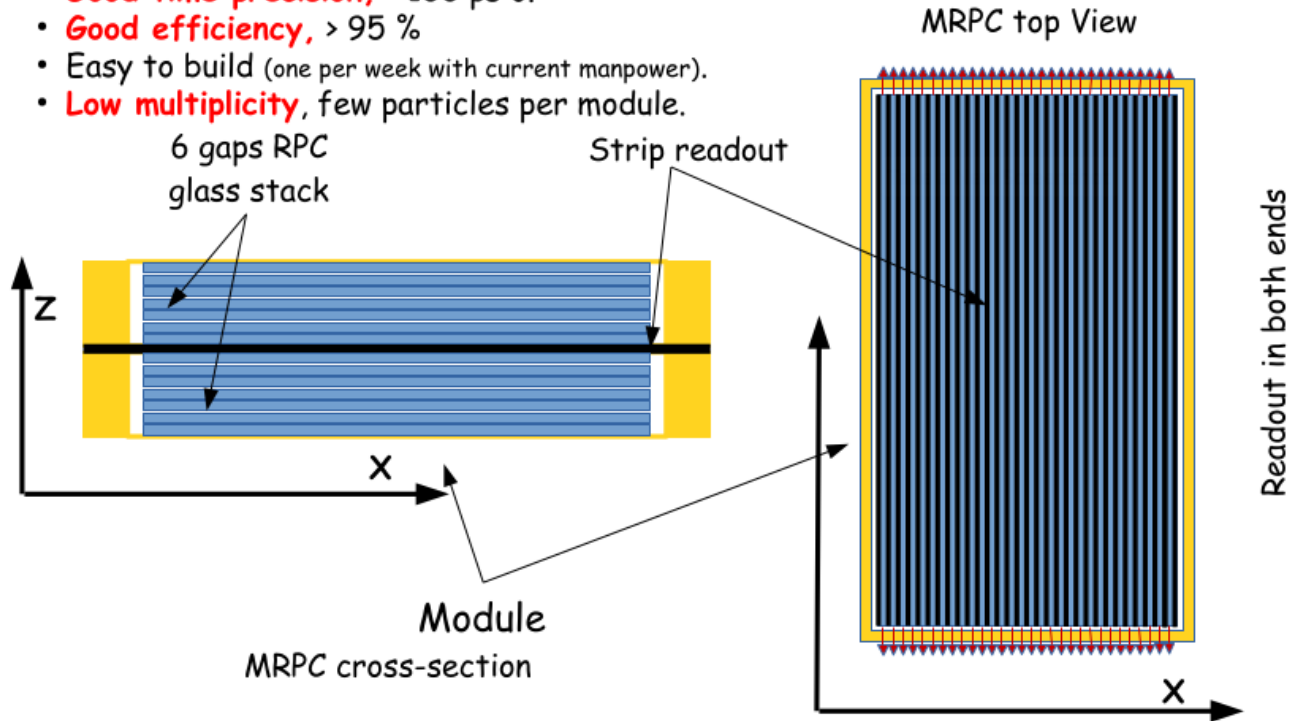 MRPC top View
• Good efficiency, > 95 %
• Easy to build (one per week with current manpower).
• Low multiplicity, few particles per module.
6 gaps RPC
glass stack
Strip readout
Readout in both ends
Z
X
Module
MRPC cross-section
X